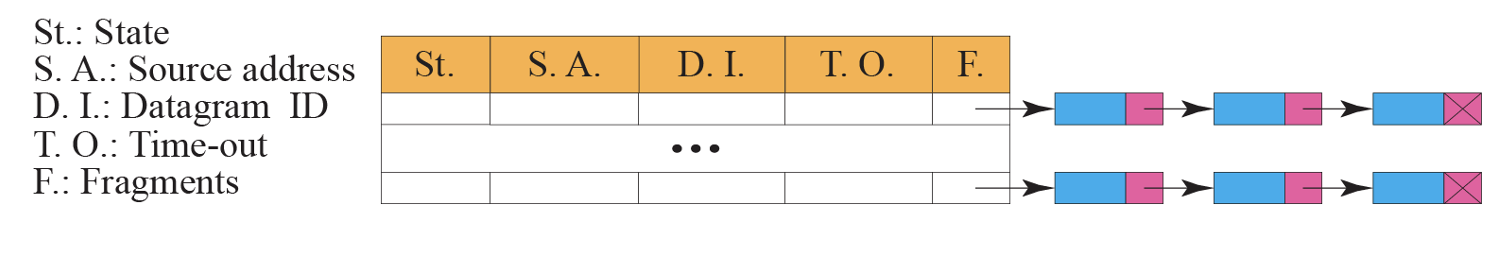 St.: State
S. A.: Source address
D. I.: Datagram ID
T. O.: Time-out
F.: Fragments
St. S. A. D. I. T. O. F.
...